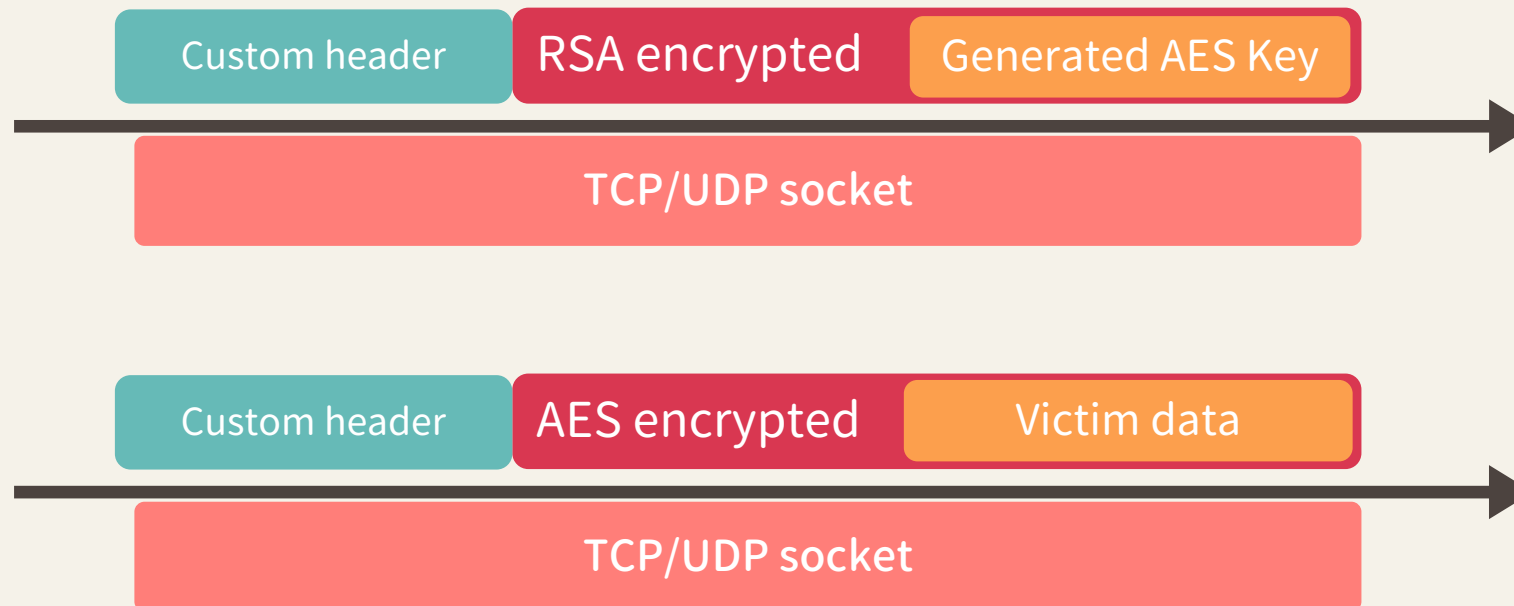 Custom header RSA encrypted Generated AES Key
TCP/UDP socket
Custom header AES encrypted Victim data
TCP/UDP socket